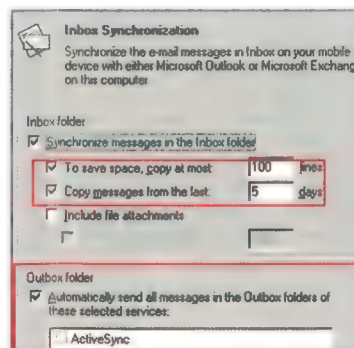 Inbox Synchronization
Synchronize the e-mail messages in Inbox on your mobile
device with either Microsoft Outlook or Microsoft Exchang
on this computer.
Inbox folder
Synchronize messages in the Inbox folder
To save space, copy at most: 100 lines
Copy messages from the last: 5 days
Include file attachments
Outbox folder
Automatically send all messages in the Outbox folders of
these selected services:
ActiveSync